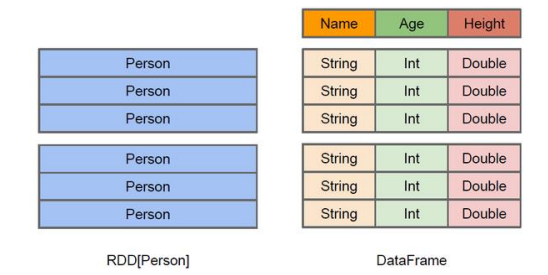 Name Age Height
Person String Int Double
Person String Int Double
Person String Int Double
Person String Int Double
Person String Int Double
Person String Int Double
RDD[Person] DataFrame